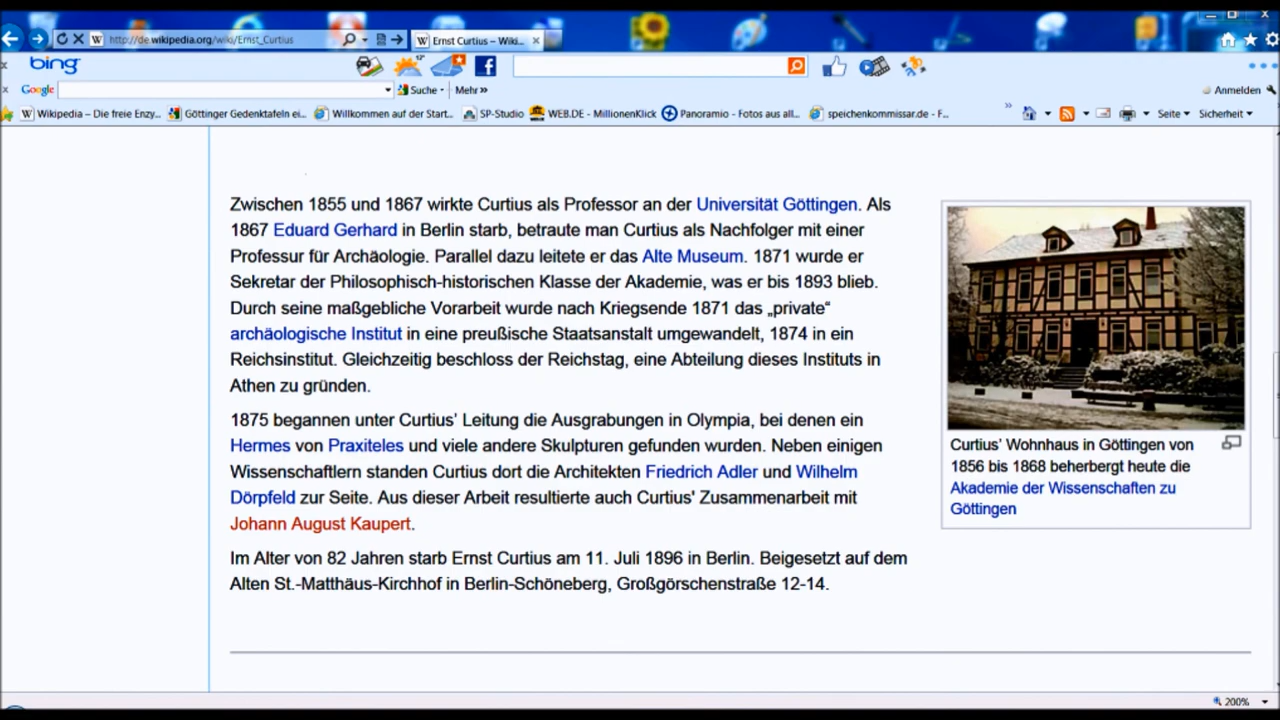 http://de.wikipedia.org/wiki/Ernst_Curtius
W Ernst Curtius – Wiki...
bing
12°
Google
Suche
Mehr »
Anmelden
W Wikipedia – Die freie Enzy...
Göttinger Gedenktafeln ei...
Willkommen auf der Start...
SP-Studio
WEB.DE - MillionenKlick
Panoramio - Fotos aus all...
speichenkommissar.de - F...
»
Seite
Sicherheit
Zwischen 1855 und 1867 wirkte Curtius als Professor an der Universität Göttingen. Als
1867 Eduard Gerhard in Berlin starb, betraute man Curtius als Nachfolger mit einer
Professur für Archäologie. Parallel dazu leitete er das Alte Museum. 1871 wurde er
Sekretar der Philosophisch-historischen Klasse der Akademie, was er bis 1893 blieb.
Durch seine maßgebliche Vorarbeit wurde nach Kriegsende 1871 das „private“
archäologische Institut in eine preußische Staatsanstalt umgewandelt, 1874 in ein
Reichsinstitut. Gleichzeitig beschloss der Reichstag, eine Abteilung dieses Instituts in
Athen zu gründen.
1875 begannen unter Curtius’ Leitung die Ausgrabungen in Olympia, bei denen ein
Hermes von Praxiteles und viele andere Skulpturen gefunden wurden. Neben einigen
Wissenschaftlern standen Curtius dort die Architekten Friedrich Adler und Wilhelm
Dörpfeld zur Seite. Aus dieser Arbeit resultierte auch Curtius' Zusammenarbeit mit
Johann August Kaupert.
Im Alter von 82 Jahren starb Ernst Curtius am 11. Juli 1896 in Berlin. Beigesetzt auf dem
Alten St.-Matthäus-Kirchhof in Berlin-Schöneberg, Großgörschenstraße 12-14.
Curtius’ Wohnhaus in Göttingen von
1856 bis 1868 beherbergt heute die
Akademie der Wissenschaften zu
Göttingen
200%